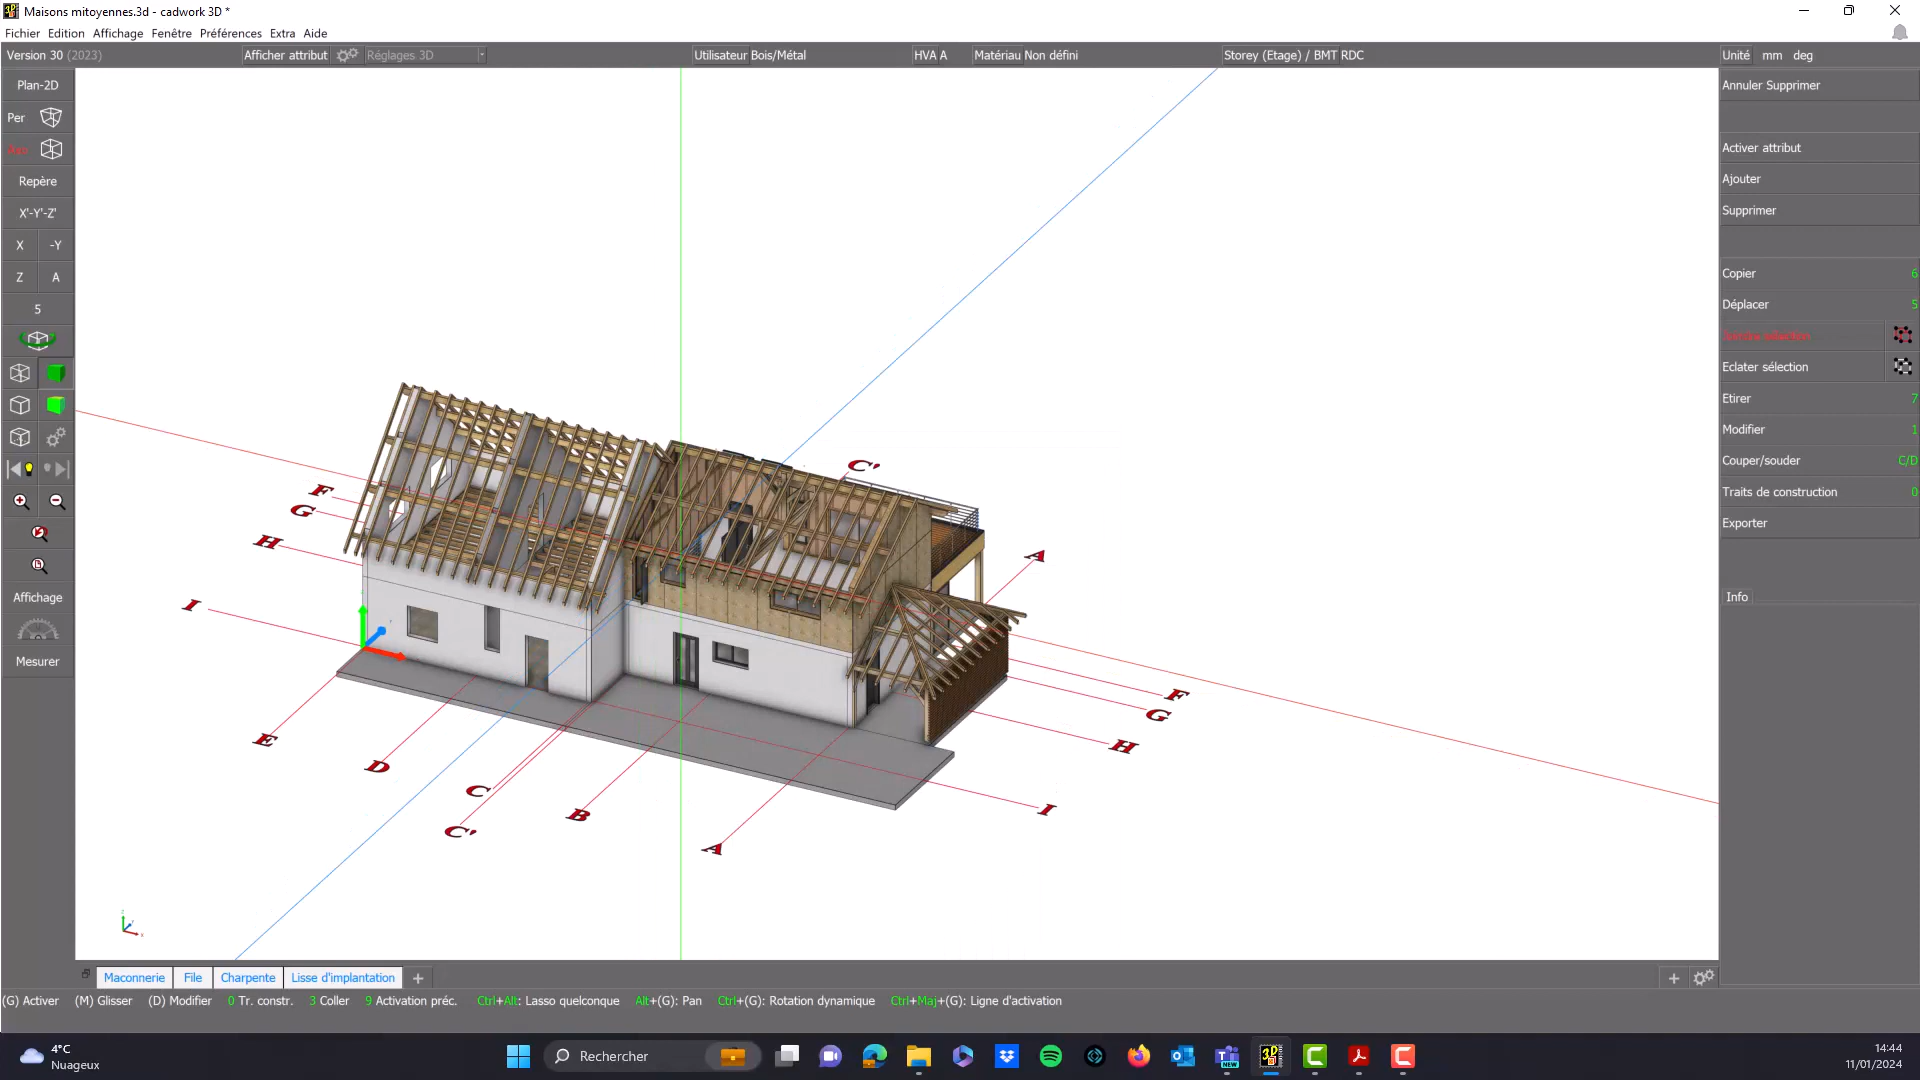 Maisons mitoyennes.3d - cadwork 3D *
Fichier Edition Affichage Fenêtre Préférences Extra Aide
Version 30 (2023) Afficher attribut Réglages 3D Utilisateur Bois/Métal HVA A Matériau Non défini Storey (Etage) / BMT RDC Unité mm deg
Plan-2D
Per
Axo
Repère
X'-Y'-Z'
X -Y
Z A
5
Affichage
Mesurer
C'
F
G
H
I
A
E
D
C
C'
B
A
F
G
H
I
Annuler Supprimer
Activer attribut
Ajouter
Supprimer
Copier 6
Déplacer 5
Joindre sélection
Eclater sélection
Etirer 7
Modifier 1
Couper/souder C/D
Traits de construction 0
Exporter
Info
Maconnerie File Charpente Lisse d'implantation +
(G) Activer (M) Glisser (D) Modifier 0 Tr. constr. 3 Coller 9 Activation préc. Ctrl+Alt: Lasso quelconque Alt+(G): Pan Ctrl+(G): Rotation dynamique Ctrl+Maj+(G): Ligne d'activation
4°C
Nuageux
Rechercher
NEW
14:44
11/01/2024